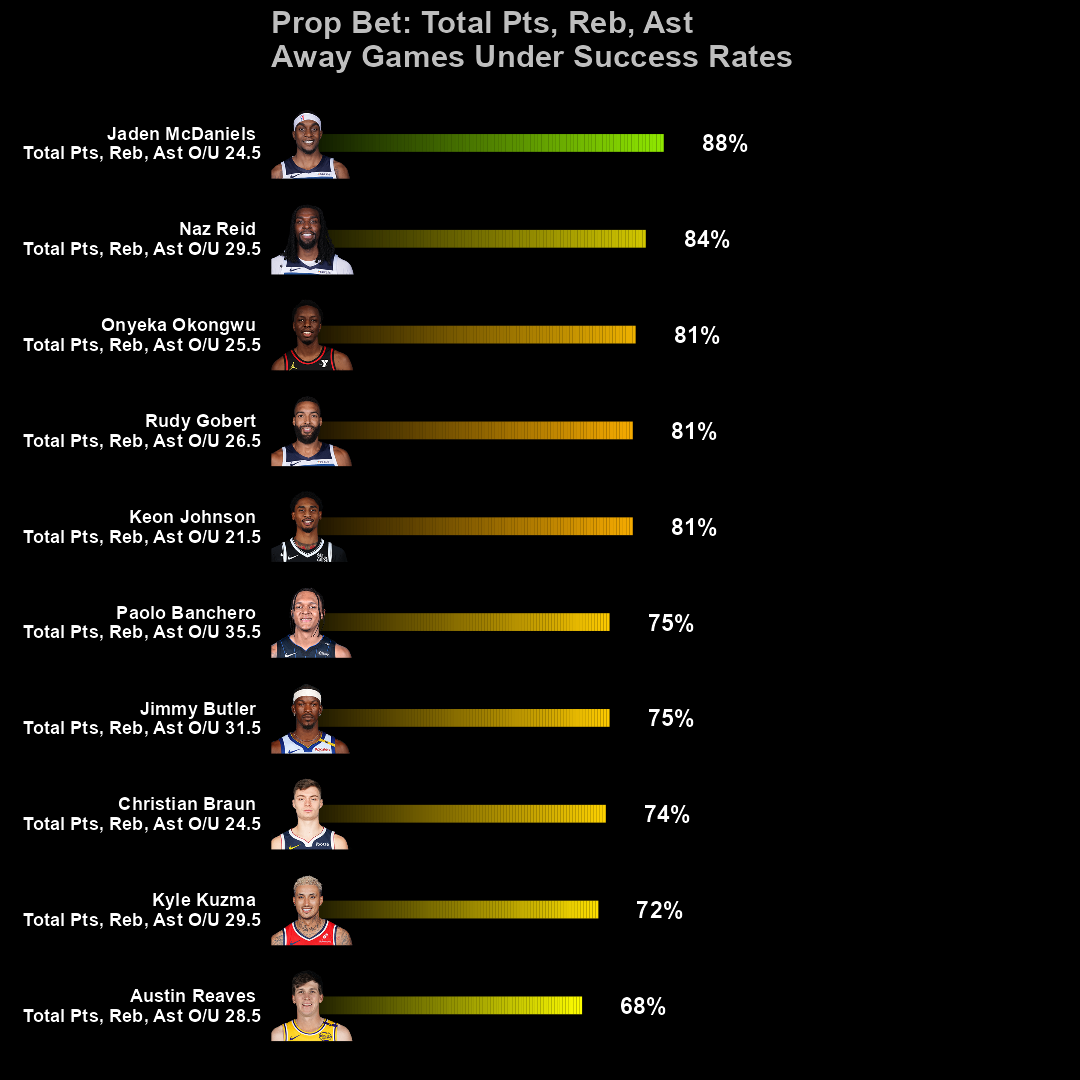 Prop Bet: Total Pts, Reb, Ast
Away Games Under Success Rates
Jaden McDaniels
Total Pts, Reb, Ast O/U 24.5
88%
Naz Reid
Total Pts, Reb, Ast O/U 29.5
84%
Onyeka Okongwu
Total Pts, Reb, Ast O/U 25.5
81%
Rudy Gobert
Total Pts, Reb, Ast O/U 26.5
81%
Keon Johnson
Total Pts, Reb, Ast O/U 21.5
81%
Paolo Banchero
Total Pts, Reb, Ast O/U 35.5
75%
Jimmy Butler
Total Pts, Reb, Ast O/U 31.5
75%
Christian Braun
Total Pts, Reb, Ast O/U 24.5
74%
Kyle Kuzma
Total Pts, Reb, Ast O/U 29.5
72%
Austin Reaves
Total Pts, Reb, Ast O/U 28.5
68%